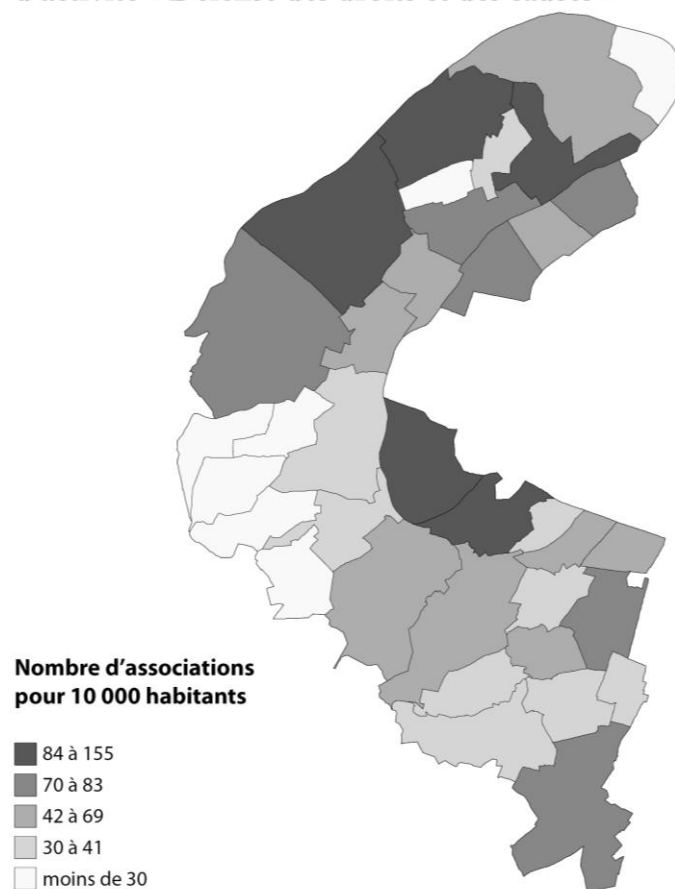 Nombre d’associations
pour 10 000 habitants
84 à 155
70 à 83
42 à 69
30 à 41
moins de 30